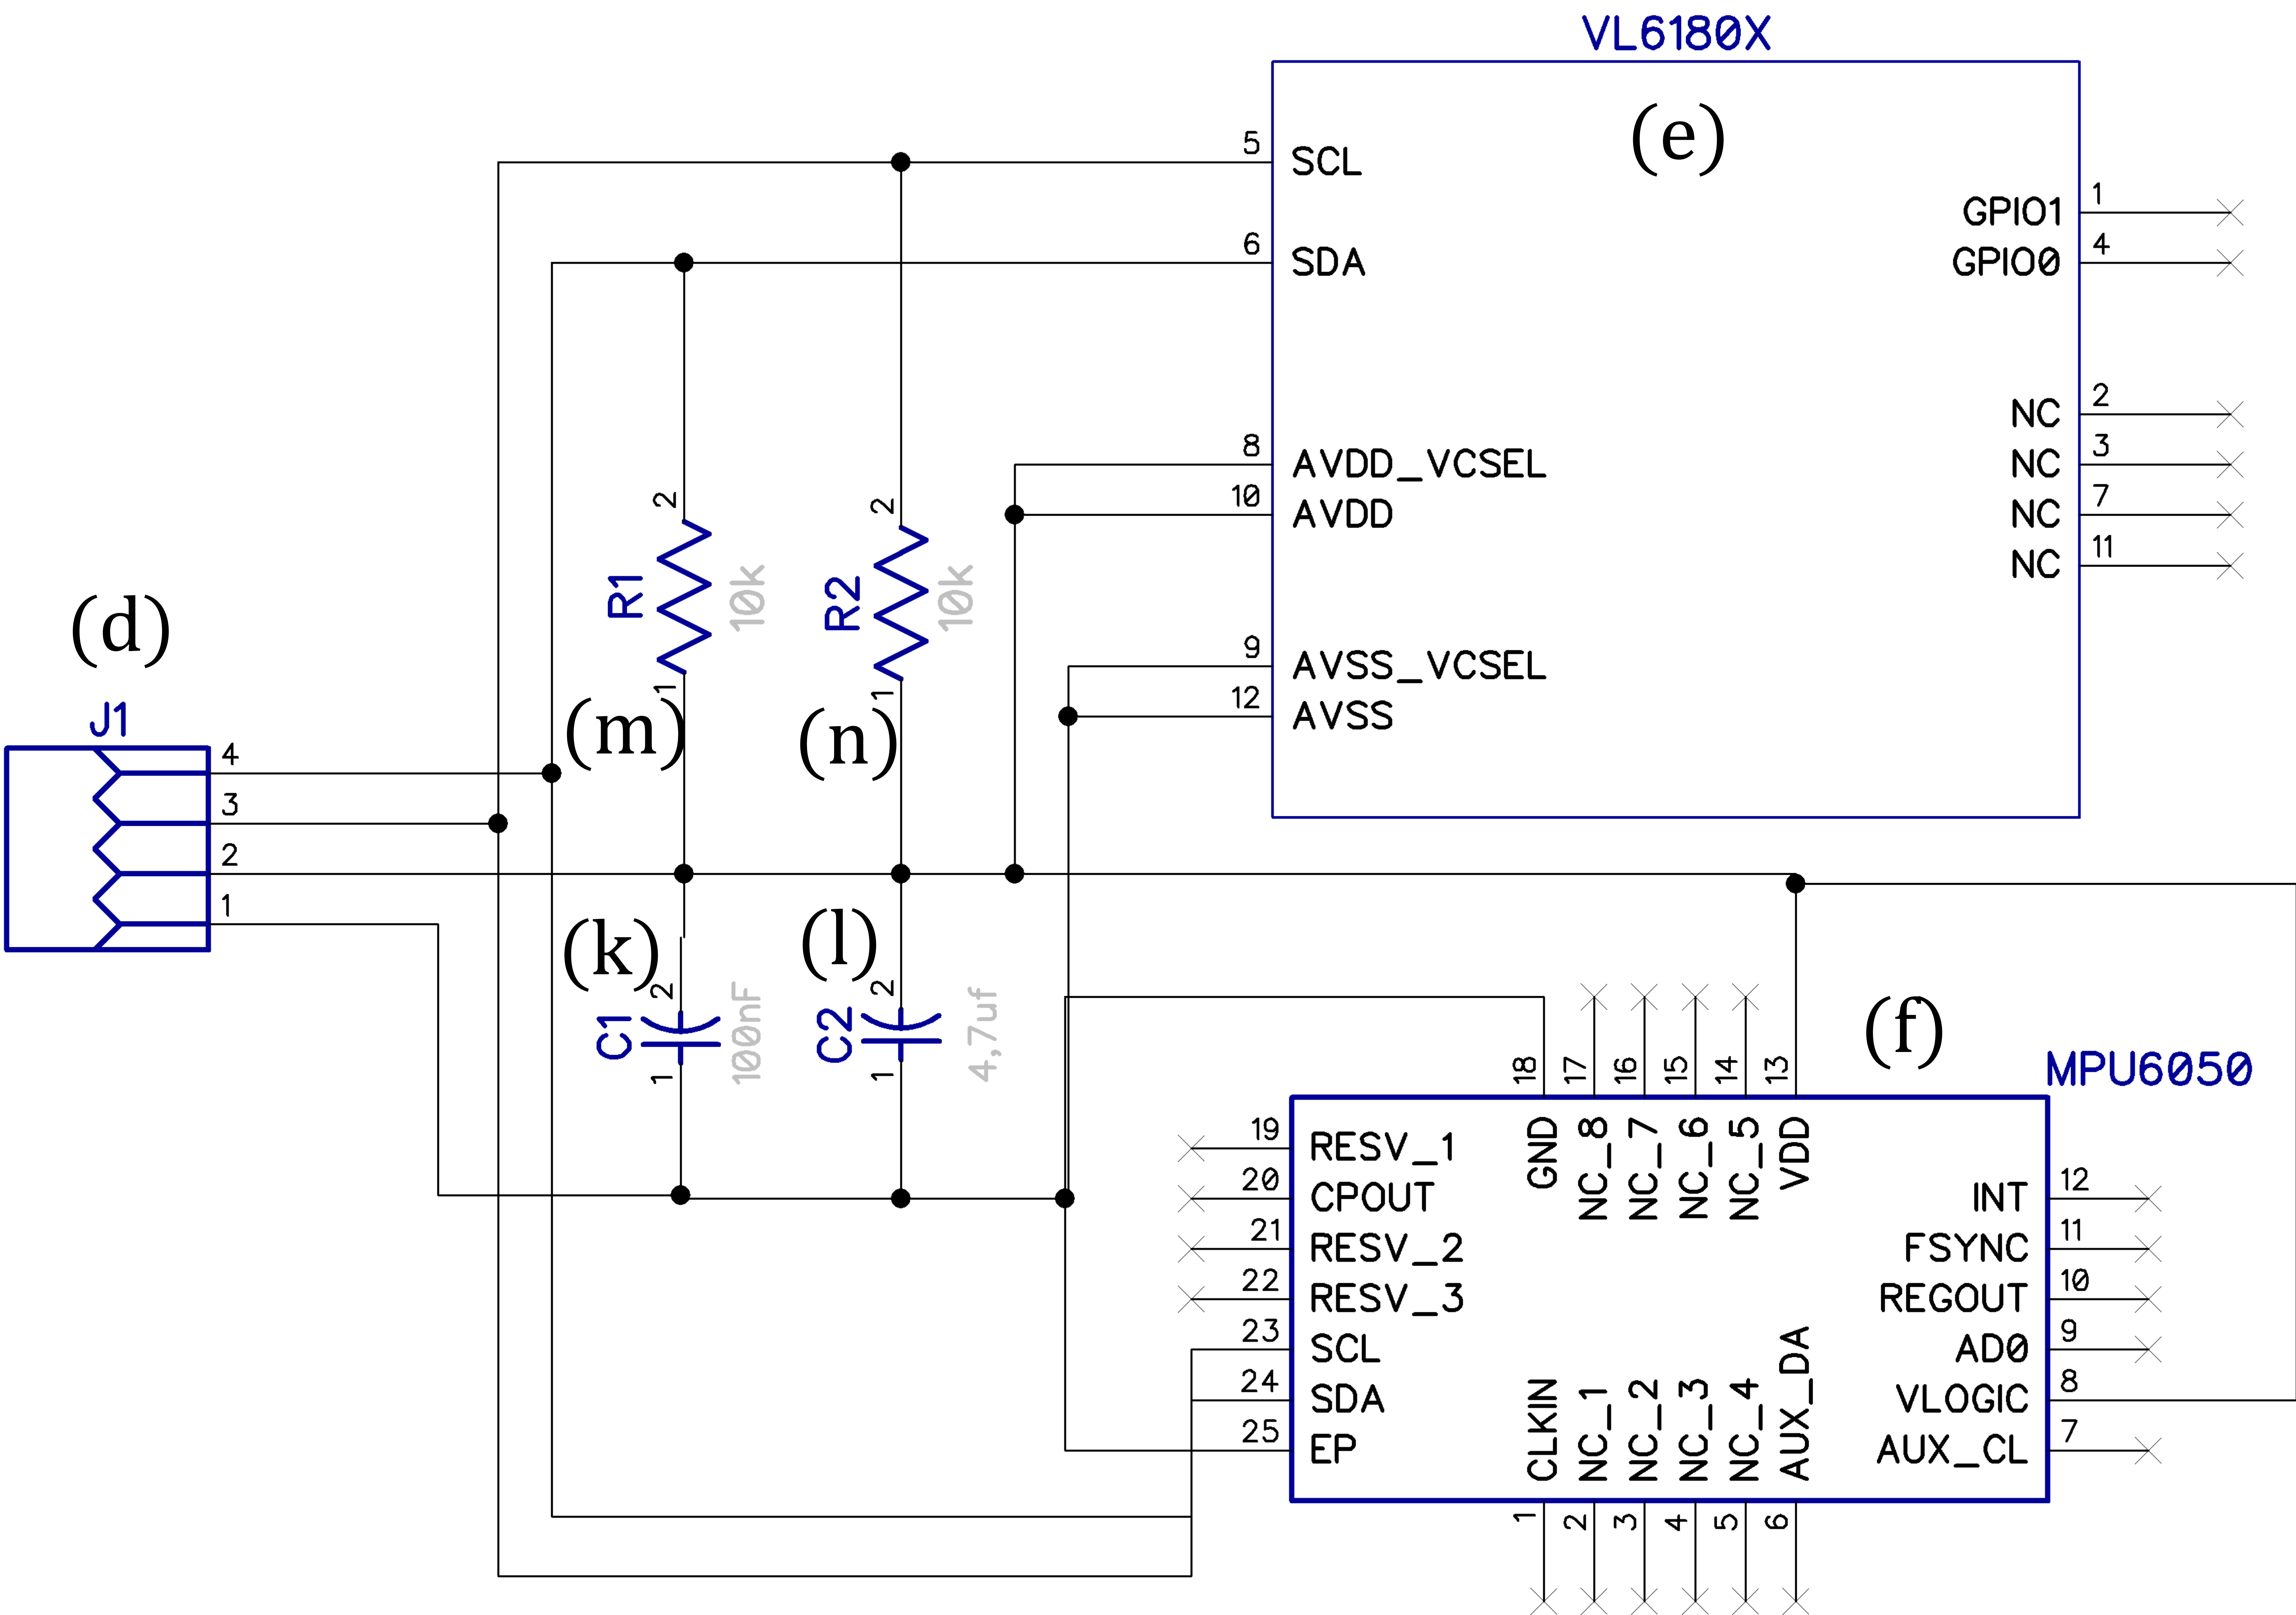 VL6180X
(e)
5
SCL
1
GPIO1
6
SDA
4
GPIO0
2
NC
8
AVDD_VCSEL
3
NC
10
AVDD
7
NC
11
NC
9
AVSS_VCSEL
12
AVSS
2
R1
10k
1
(m)
2
R2
10k
1
(n)
(d)
J1
4
3
2
1
(k)
2
C1
100nF
1
(l)
2
C2
4,7uf
1
(f)
MPU6050
18
17
16
15
14
13
GND
NC_8
NC_7
NC_6
NC_5
VDD
19
RESV_1
20
CPOUT
21
RESV_2
22
RESV_3
23
SCL
24
SDA
25
EP
12
INT
11
FSYNC
10
REGOUT
9
AD0
8
VLOGIC
7
AUX_CL
CLKIN
NC_1
NC_2
NC_3
NC_4
AUX_DA
1
2
3
4
5
6